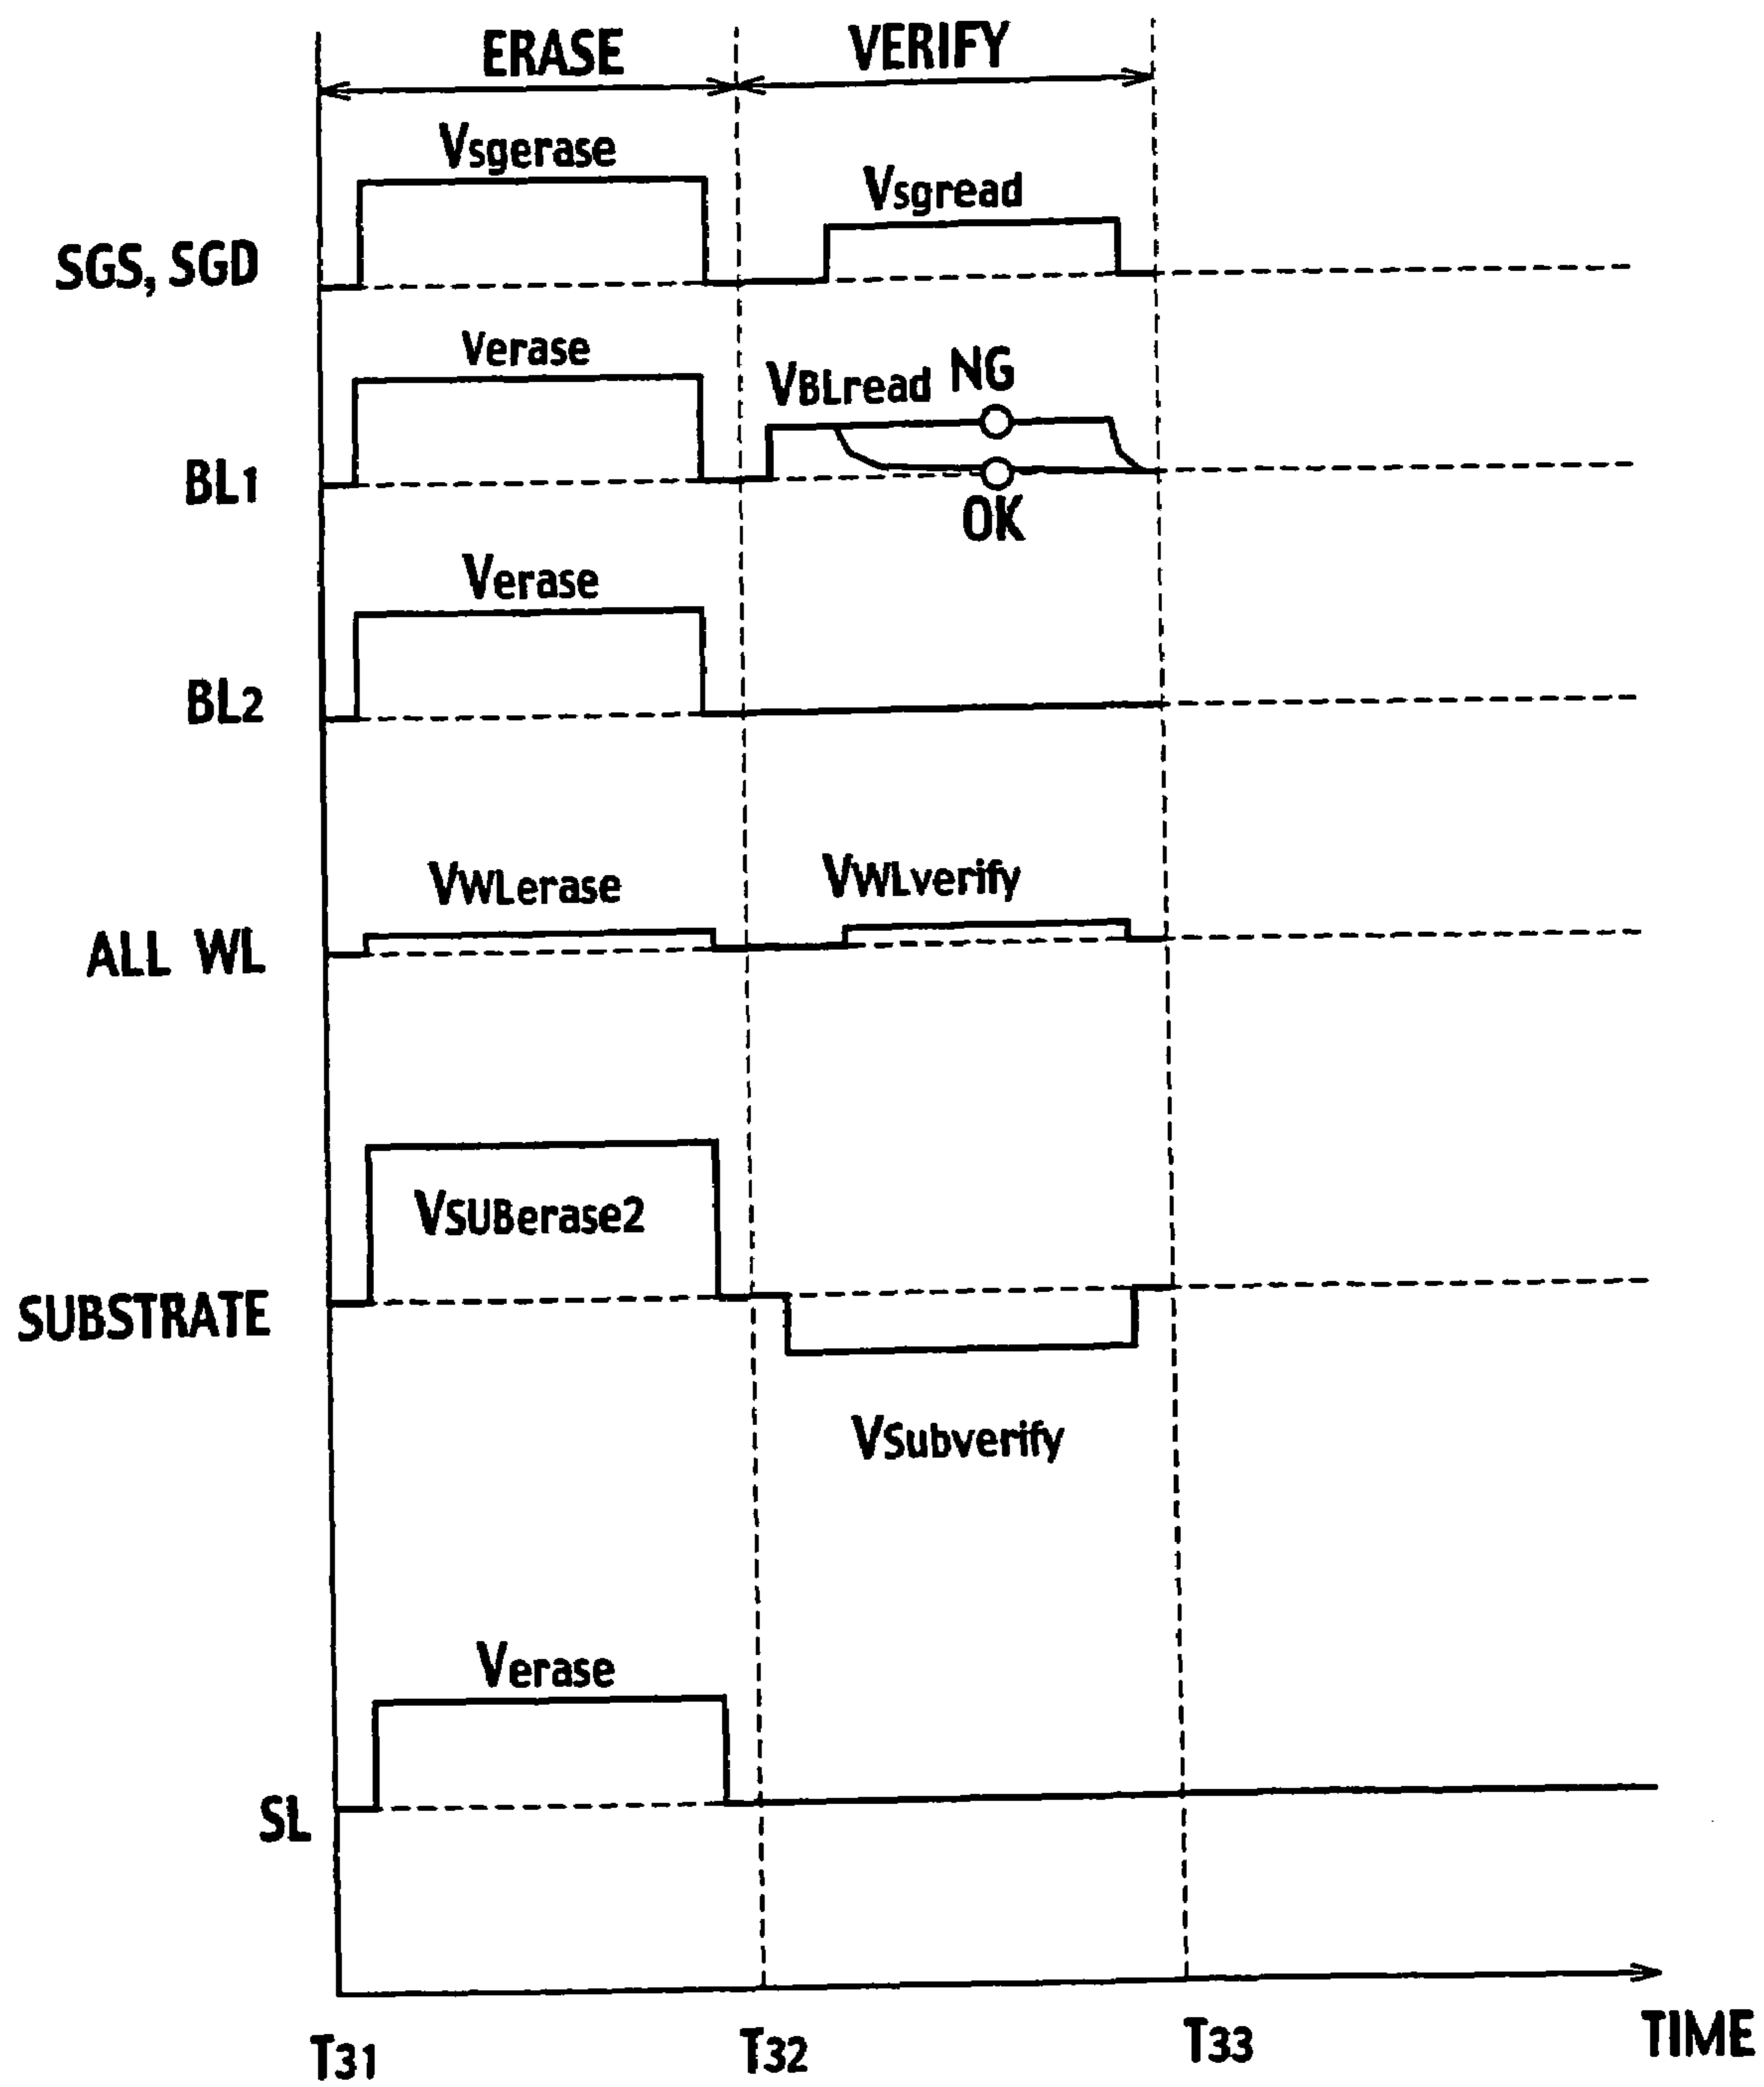 ERASE
VERIFY
Vsgerase
Vsgread
SGS, SGD
Verase
VBLread NG
BL1
OK
Verase
BL2
VWLerase
VWLverify
ALL WL
VSUBerase2
SUBSTRATE
VSubverify
Verase
SL
T31
T32
T33
TIME